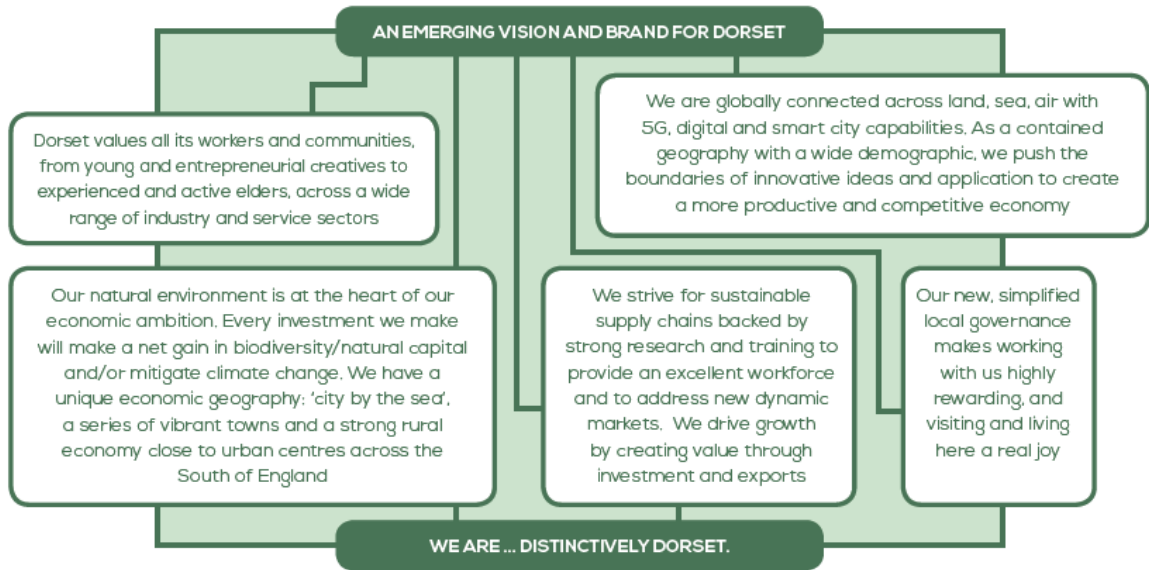 AN EMERGING VISION AND BRAND FOR DORSET
Dorset values all its workers and communities,
from young and entrepreneurial creatives to
experienced and active elders, across a wide
range of industry and service sectors
We are globally connected across land, sea, air with
5G, digital and smart city capabilities. As a contained
geography with a wide demographic, we push the
boundaries of innovative ideas and application to create
a more productive and competitive economy
Our natural environment is at the heart of our
economic ambition. Every investment we make
will make a net gain in biodiversity/natural capital
and/or mitigate climate change. We have a
unique economic geography: 'city by the sea',
a series of vibrant towns and a strong rural
economy close to urban centres across the
South of England
We strive for sustainable
supply chains backed by
strong research and training to
provide an excellent workforce
and to address new dynamic
markets. We drive growth
by creating value through
investment and exports
Our new, simplified
local governance
makes working
with us highly
rewarding, and
visiting and living
here a real joy
WE ARE ... DISTINCTIVELY DORSET.